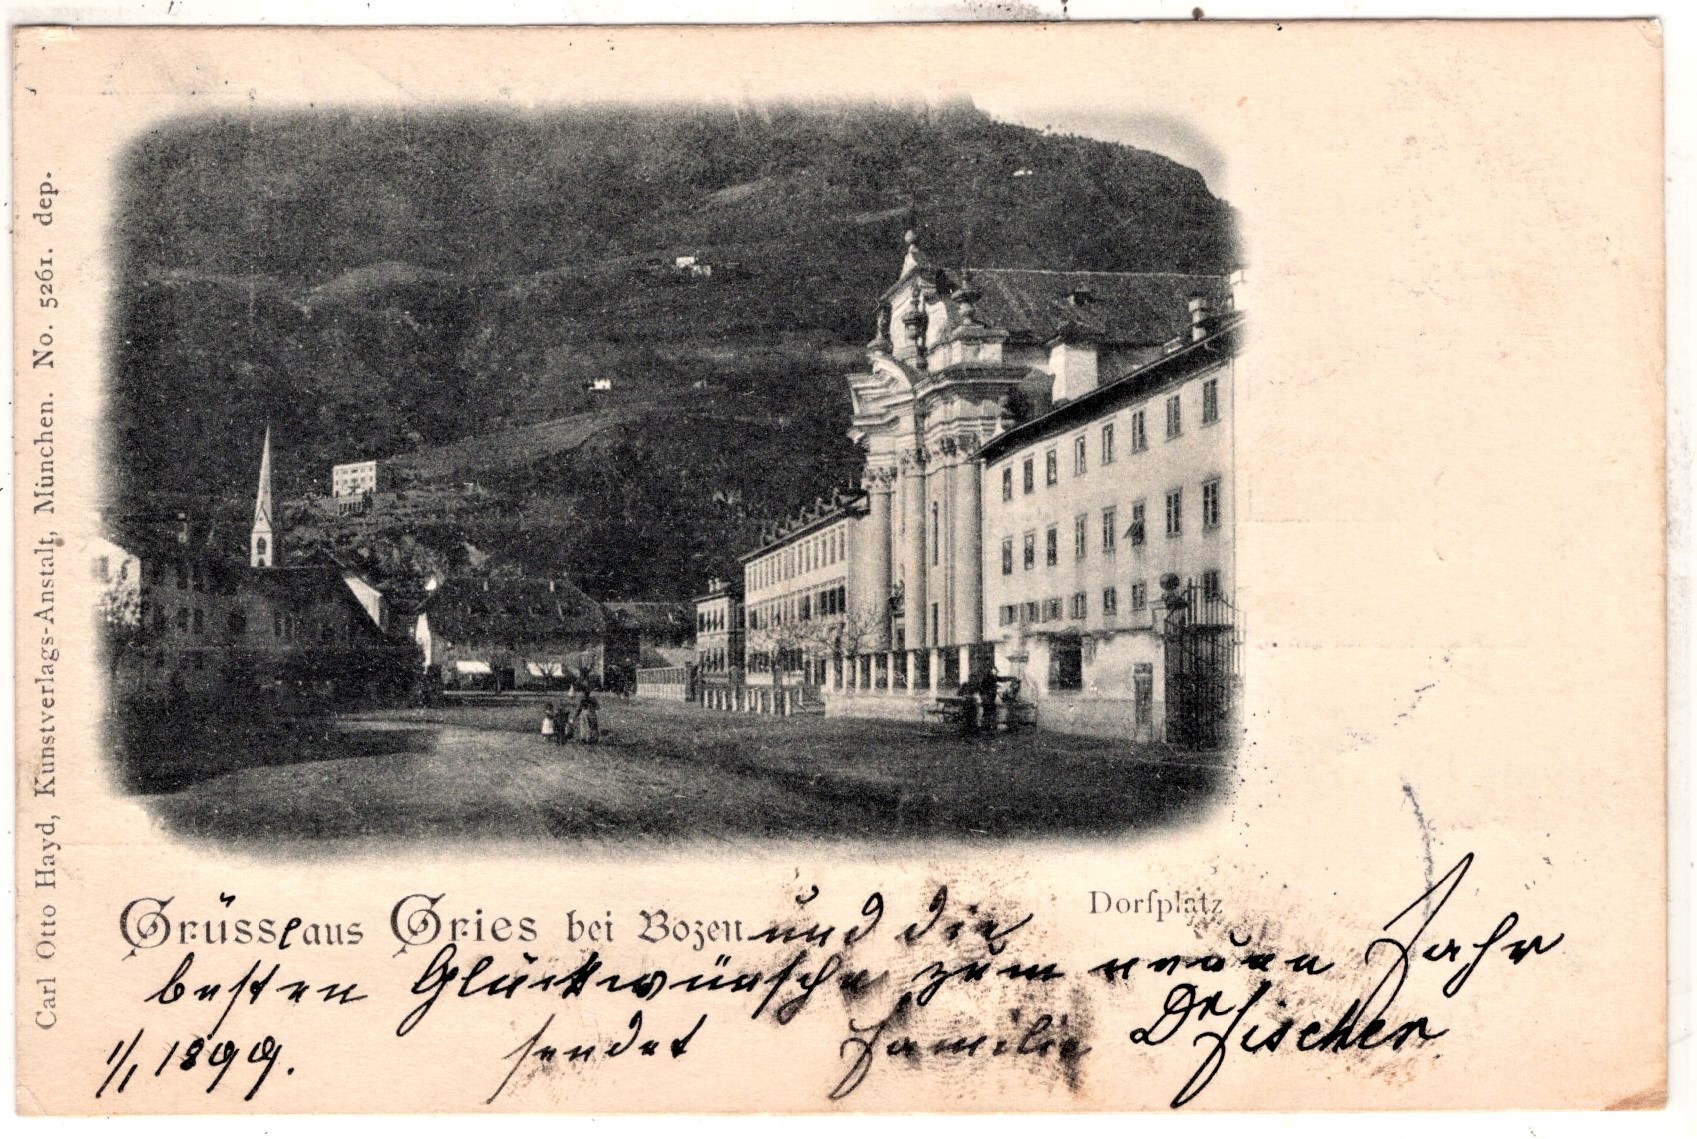 Carl Otto Hayd, Kunstverlags-Anstalt, München. No. 5261. dep.
Dorfplatz
Grüsse aus Gries bei Bozen und die
besten Glückwünsche zum neuen Jahr
1/1 1899. sendet Familie Dr Fischer